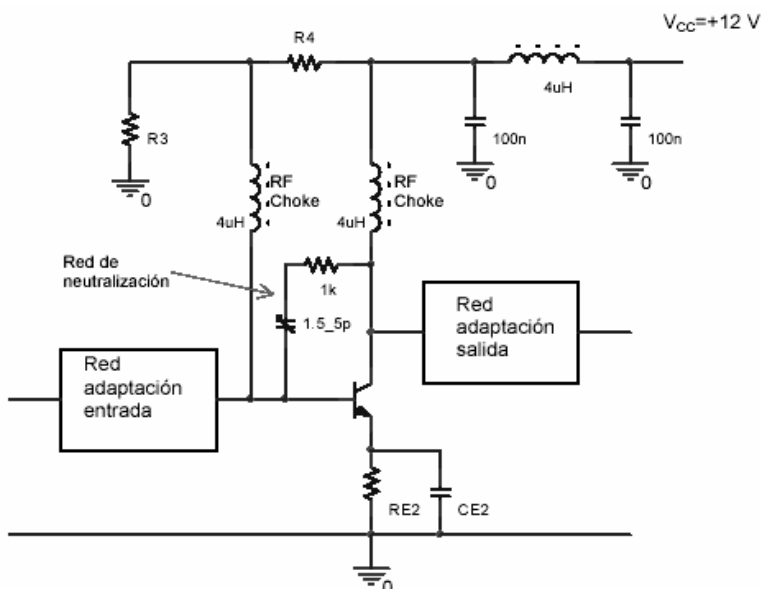 V_CC=+12 V
R4
4uH
R3
100n
100n
0
0
0
RF
Choke
4uH
RF
Choke
4uH
Red de
neutralización
1k
1.5_5p
Red
adaptación
salida
Red
adaptación
entrada
RE2
CE2
0